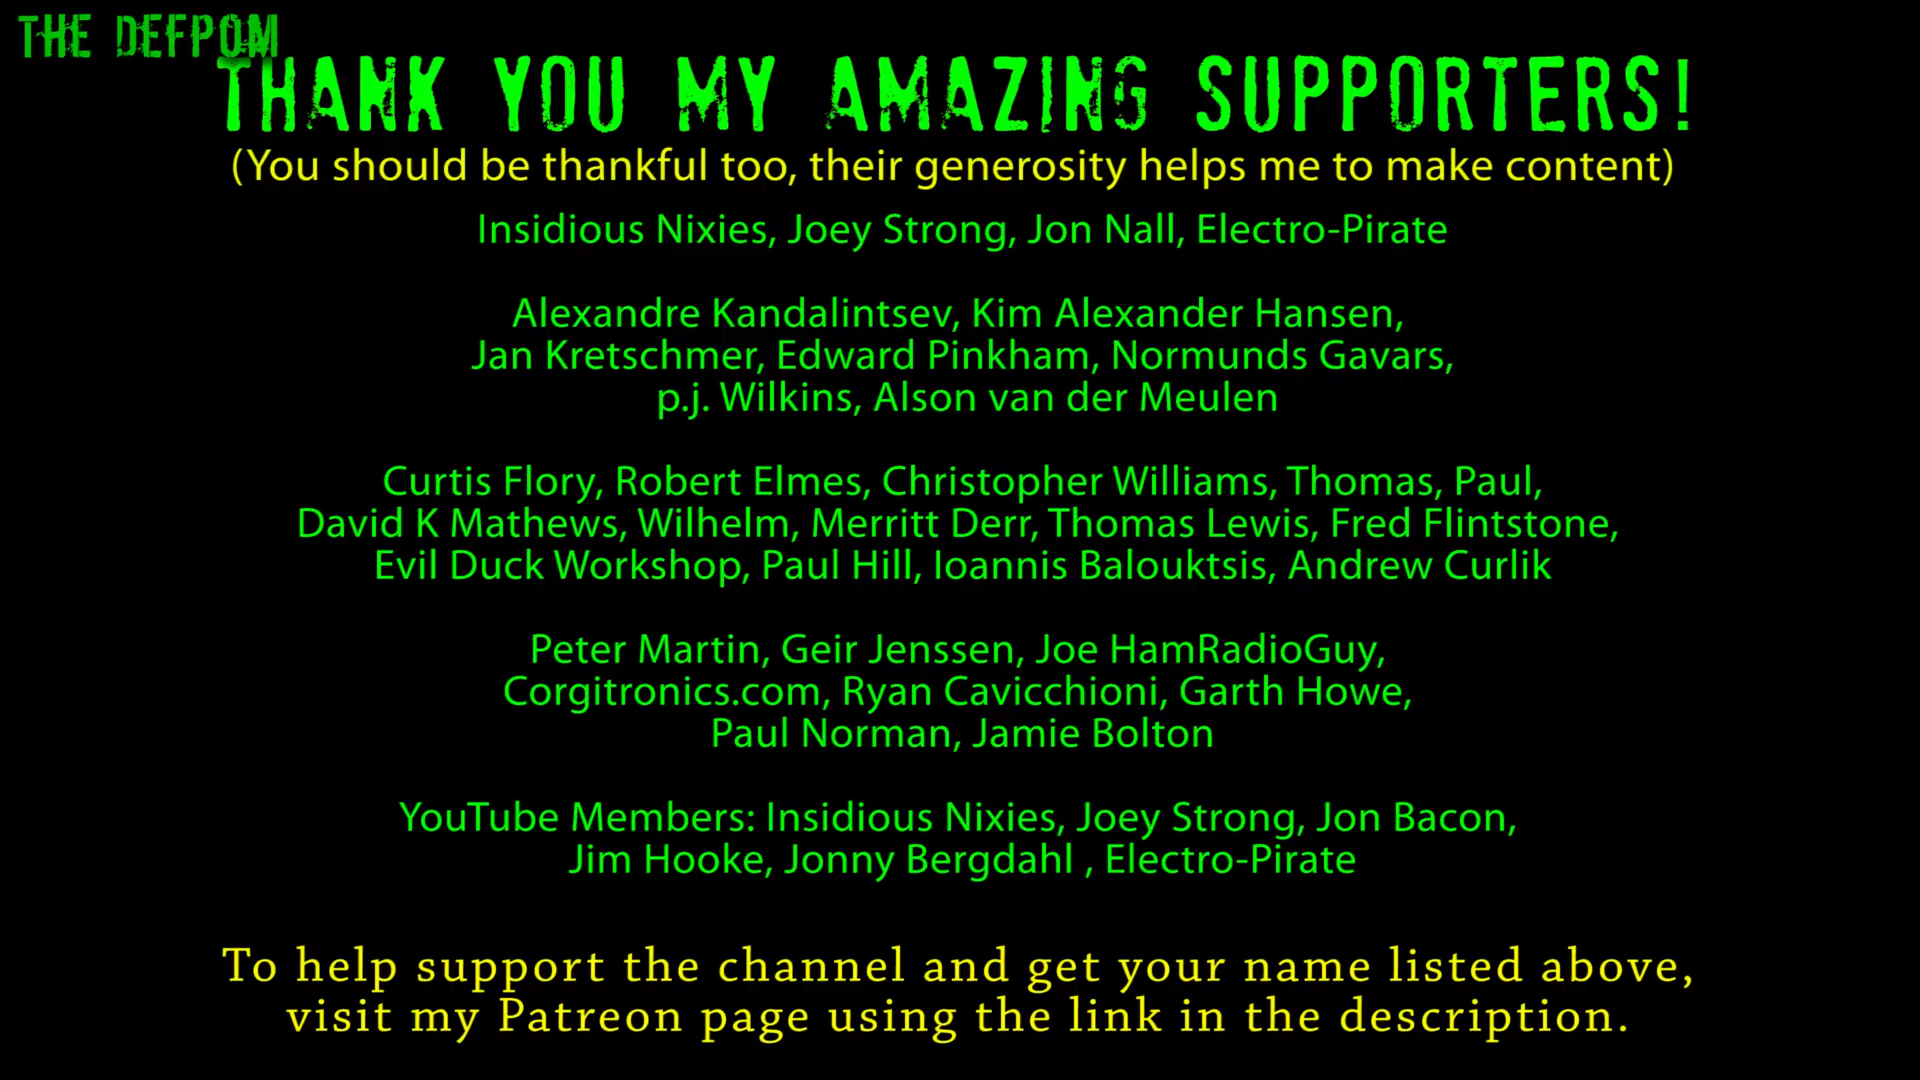 THE DEFPOM
THANK YOU MY AMAZING SUPPORTERS!
(You should be thankful too, their generosity helps me to make content)
Insidious Nixies, Joey Strong, Jon Nall, Electro-Pirate
Alexandre Kandalintsev, Kim Alexander Hansen,
Jan Kretschmer, Edward Pinkham, Normunds Gavars,
p.j. Wilkins, Alson van der Meulen
Curtis Flory, Robert Elmes, Christopher Williams, Thomas, Paul,
David K Mathews, Wilhelm, Merritt Derr, Thomas Lewis, Fred Flintstone,
Evil Duck Workshop, Paul Hill, Ioannis Balouktsis, Andrew Curlik
Peter Martin, Geir Jenssen, Joe HamRadioGuy,
Corgitronics.com, Ryan Cavicchioni, Garth Howe,
Paul Norman, Jamie Bolton
YouTube Members: Insidious Nixies, Joey Strong, Jon Bacon,
Jim Hooke, Jonny Bergdahl , Electro-Pirate
To help support the channel and get your name listed above,
visit my Patreon page using the link in the description.